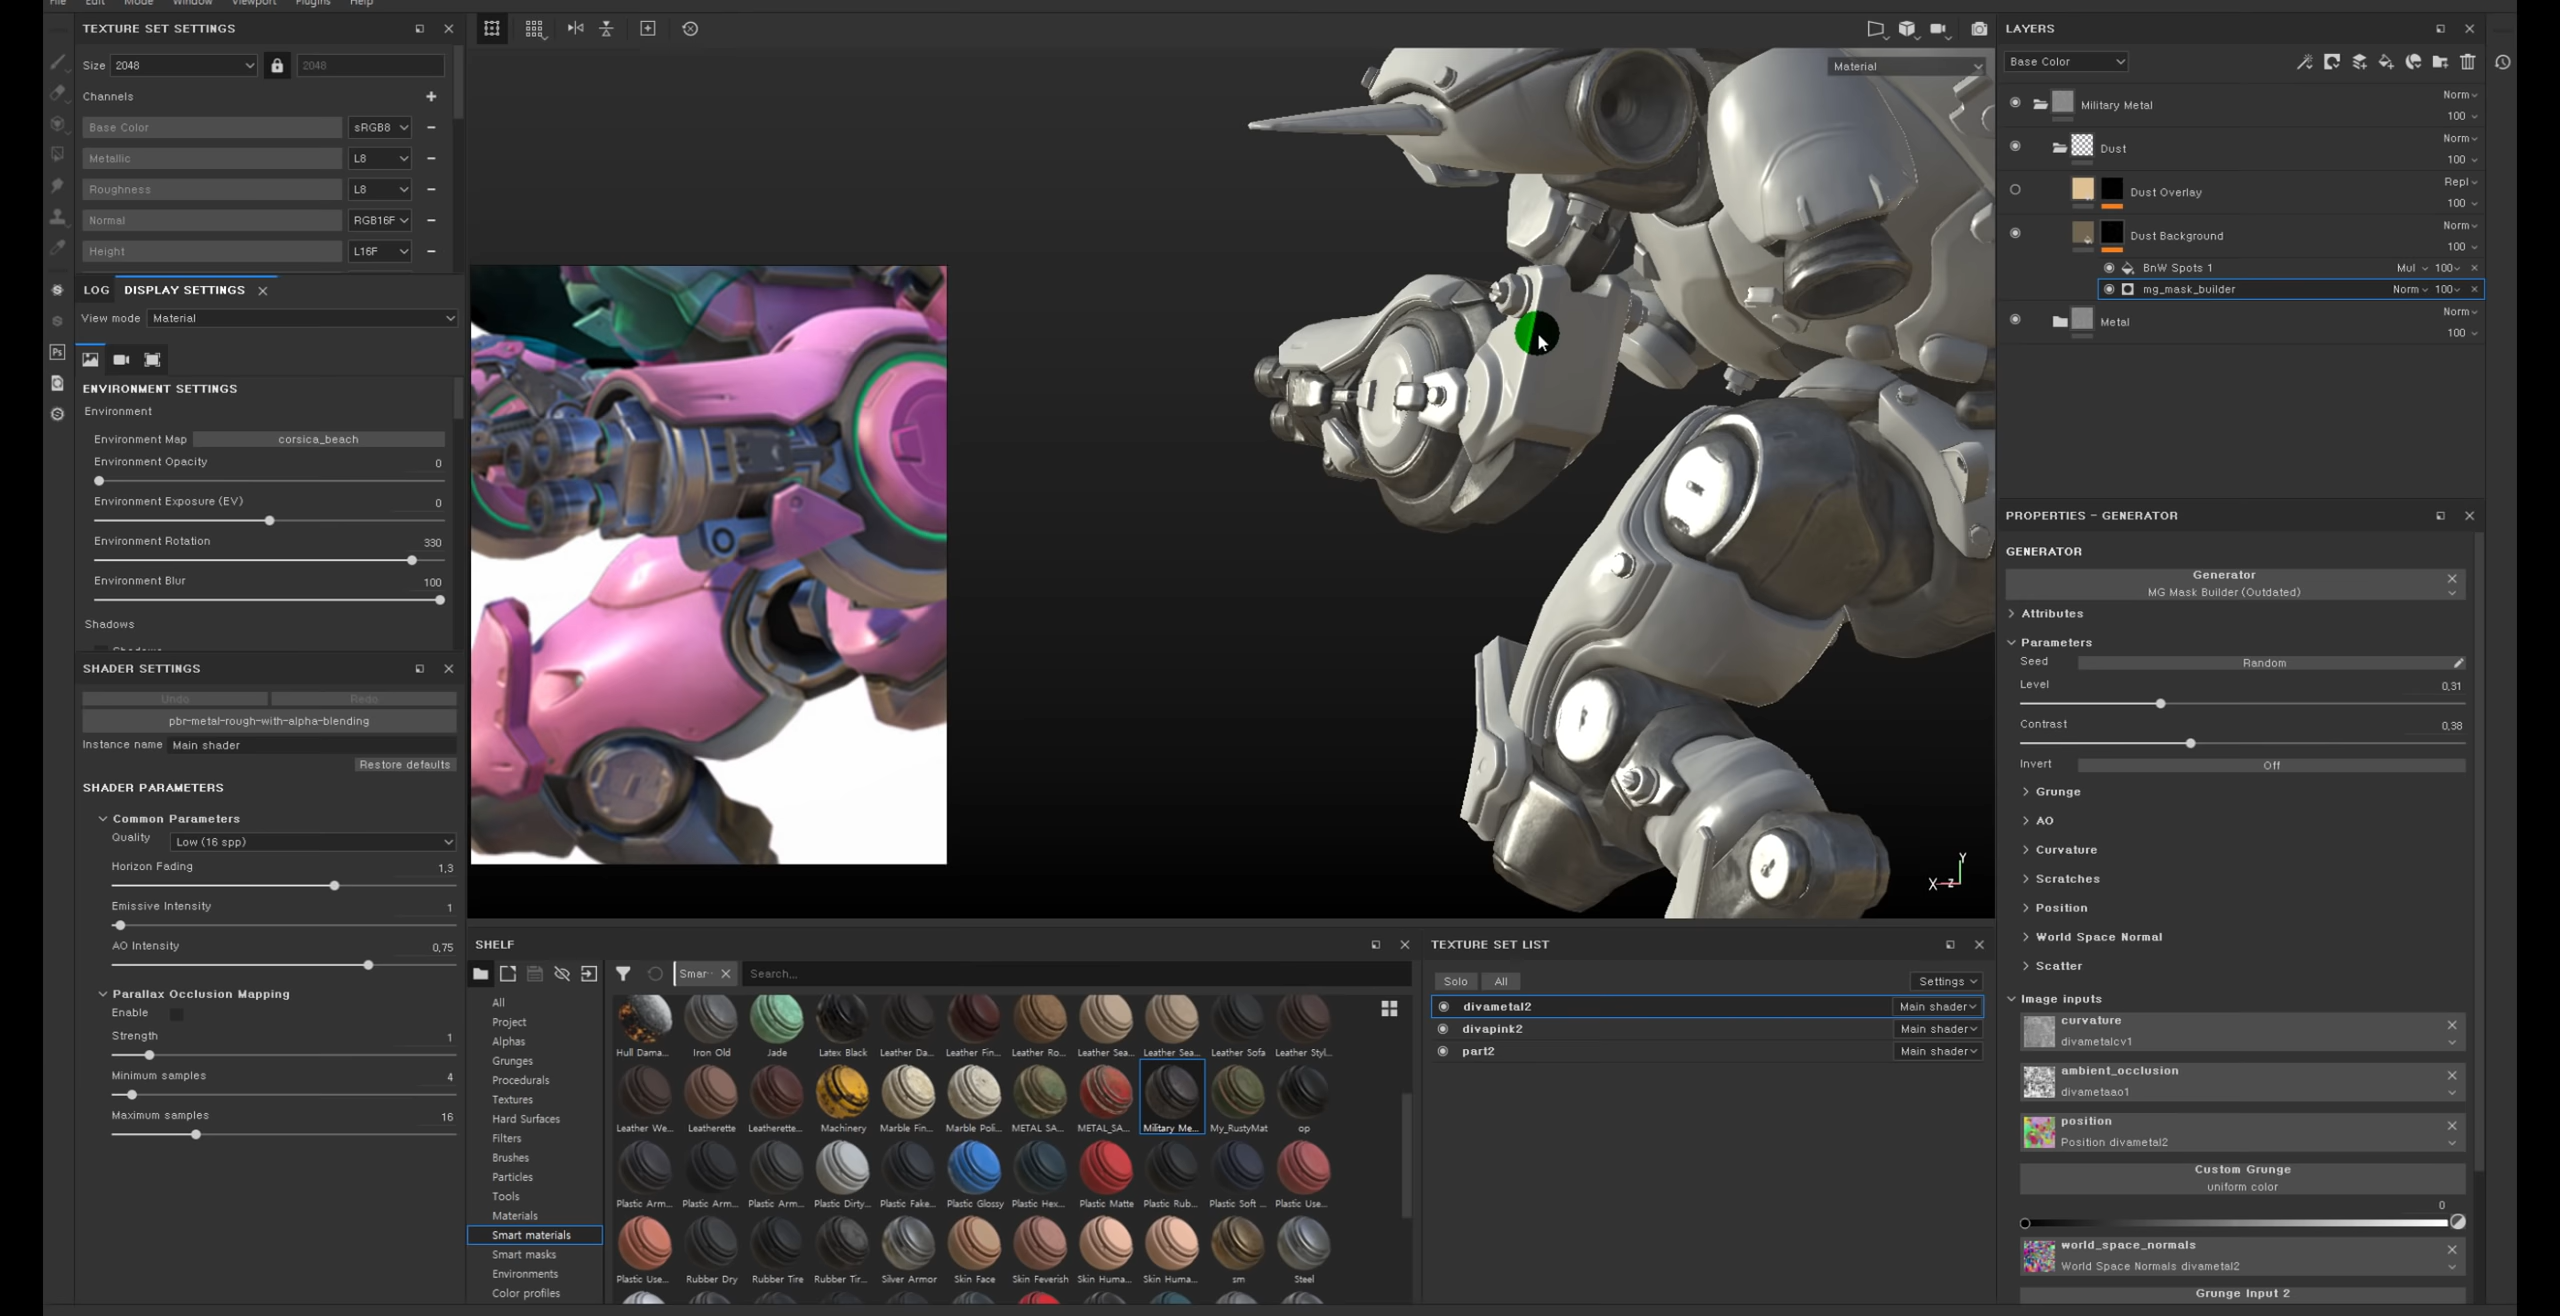 File Edit Mode Window Viewport Plugins Help
TEXTURE SET SETTINGS
Size 2048 2048
Channels
Base Color sRGB8
Metallic L8
Roughness L8
Normal RGB16F
Height L16F
LOG DISPLAY SETTINGS
View mode Material
ENVIRONMENT SETTINGS
Environment
Environment Map corsica_beach
Environment Opacity 0
Environment Exposure (EV) 0
Environment Rotation 330
Environment Blur 100
Shadows
Shadows
SHADER SETTINGS
Undo Redo
pbr-metal-rough-with-alpha-blending
Instance name Main shader
Restore defaults
SHADER PARAMETERS
Common Parameters
Quality Low (16 spp)
Horizon Fading 1,3
Emissive Intensity 1
AO Intensity 0,75
Parallax Occlusion Mapping
Enable
Strength 1
Minimum samples 4
Maximum samples 16
Ps
Material
Y
X Z
SHELF
Smar··· Search...
All
Project
Alphas
Grunges
Procedurals
Textures
Hard Surfaces
Filters
Brushes
Particles
Tools
Materials
Smart materials
Smart masks
Environments
Color profiles
Hull Dama... Iron Old Jade Latex Black Leather Da... Leather Fin... Leather Ro... Leather Sea... Leather Sea... Leather Sofa Leather Styl...
Leather We... Leatherette Leatherette... Machinery Marble Fin... Marble Poli... METAL SA... METAL_SA... Military Me... My_RustyMat op
Plastic Arm... Plastic Arm... Plastic Arm... Plastic Dirty... Plastic Fake... Plastic Glossy Plastic Hex... Plastic Matte Plastic Rub... Plastic Soft ... Plastic Use...
Plastic Use... Rubber Dry Rubber Tire Rubber Tir... Silver Armor Skin Face Skin Feverish Skin Huma... Skin Huma... sm Steel
TEXTURE SET LIST
Solo All Settings
divametal2 Main shader
divapink2 Main shader
part2 Main shader
LAYERS
Base Color
Military Metal Norm 100
Dust Norm 100
Dust Overlay Repl 100
Dust Background Norm 100
BnW Spots 1 Mul 100
mg_mask_builder Norm 100
Metal Norm 100
PROPERTIES - GENERATOR
GENERATOR
Generator
MG Mask Builder (Outdated)
Attributes
Parameters
Seed Random
Level 0,31
Contrast 0,38
Invert Off
Grunge
AO
Curvature
Scratches
Position
World Space Normal
Scatter
Image inputs
curvature
divametalcv1
ambient_occlusion
divametaao1
position
Position divametal2
Custom Grunge
uniform color
0
world_space_normals
World Space Normals divametal2
Grunge Input 2